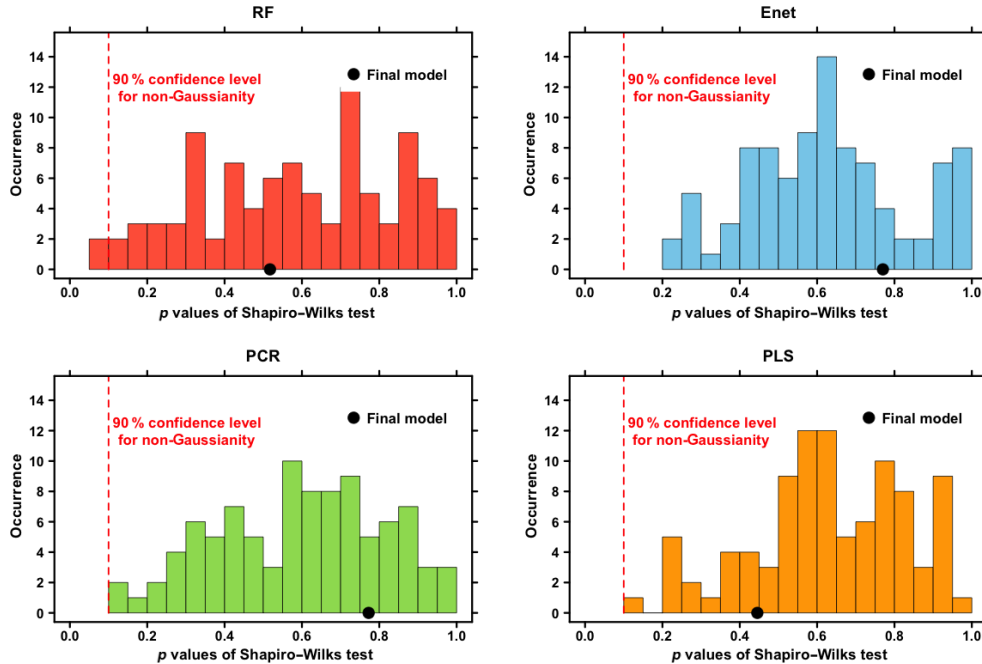 RF
14
12
10
8
6
4
2
0
Occurrence
90 % confidence level
for non-Gaussianity
Final model
0.0 0.2 0.4 0.6 0.8 1.0
p values of Shapiro–Wilks test
Enet
14
12
10
8
6
4
2
0
Occurrence
90 % confidence level
for non-Gaussianity
Final model
0.0 0.2 0.4 0.6 0.8 1.0
p values of Shapiro–Wilks test
PCR
14
12
10
8
6
4
2
0
Occurrence
90 % confidence level
for non-Gaussianity
Final model
0.0 0.2 0.4 0.6 0.8 1.0
p values of Shapiro–Wilks test
PLS
14
12
10
8
6
4
2
0
Occurrence
90 % confidence level
for non-Gaussianity
Final model
0.0 0.2 0.4 0.6 0.8 1.0
p values of Shapiro–Wilks test